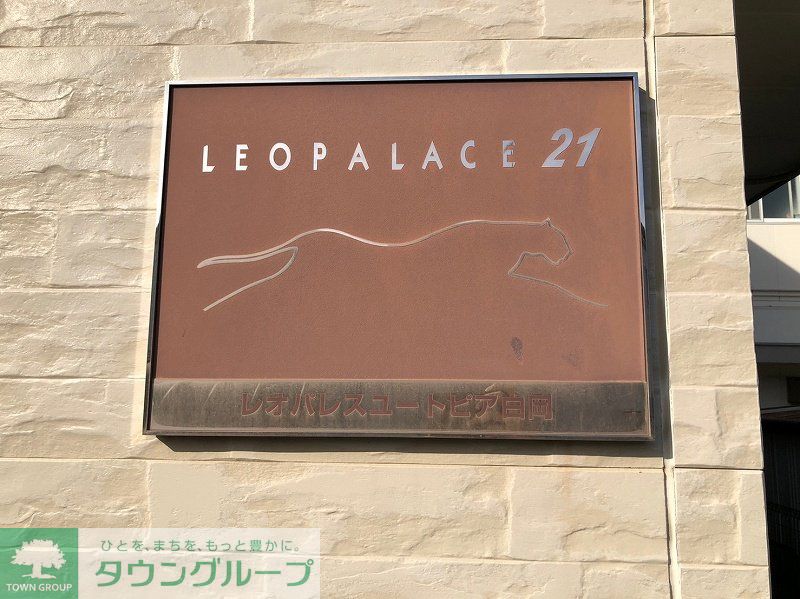 LEOPALACE 21
レオパレスユートピア白岡
ひとを、まちを、もっと豊かに。
タウングループ
TOWN GROUP